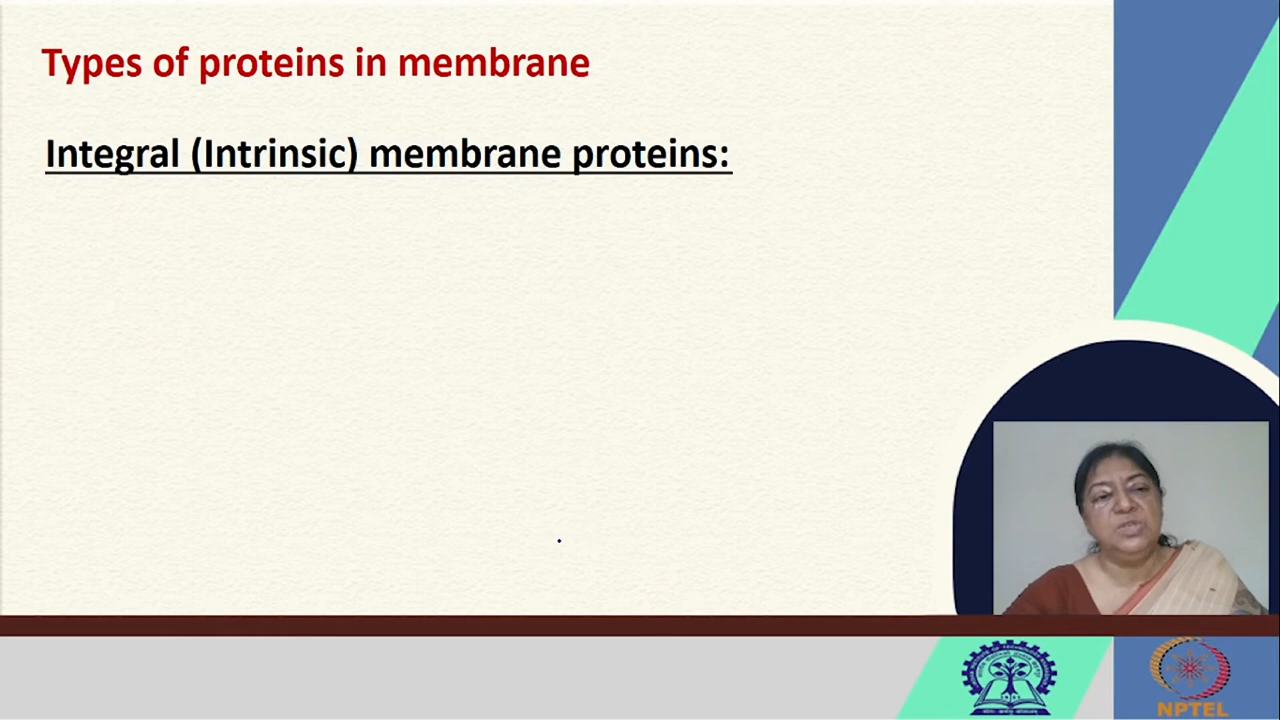 Types of proteins in membrane
Integral (Intrinsic) membrane proteins:
NPTEL